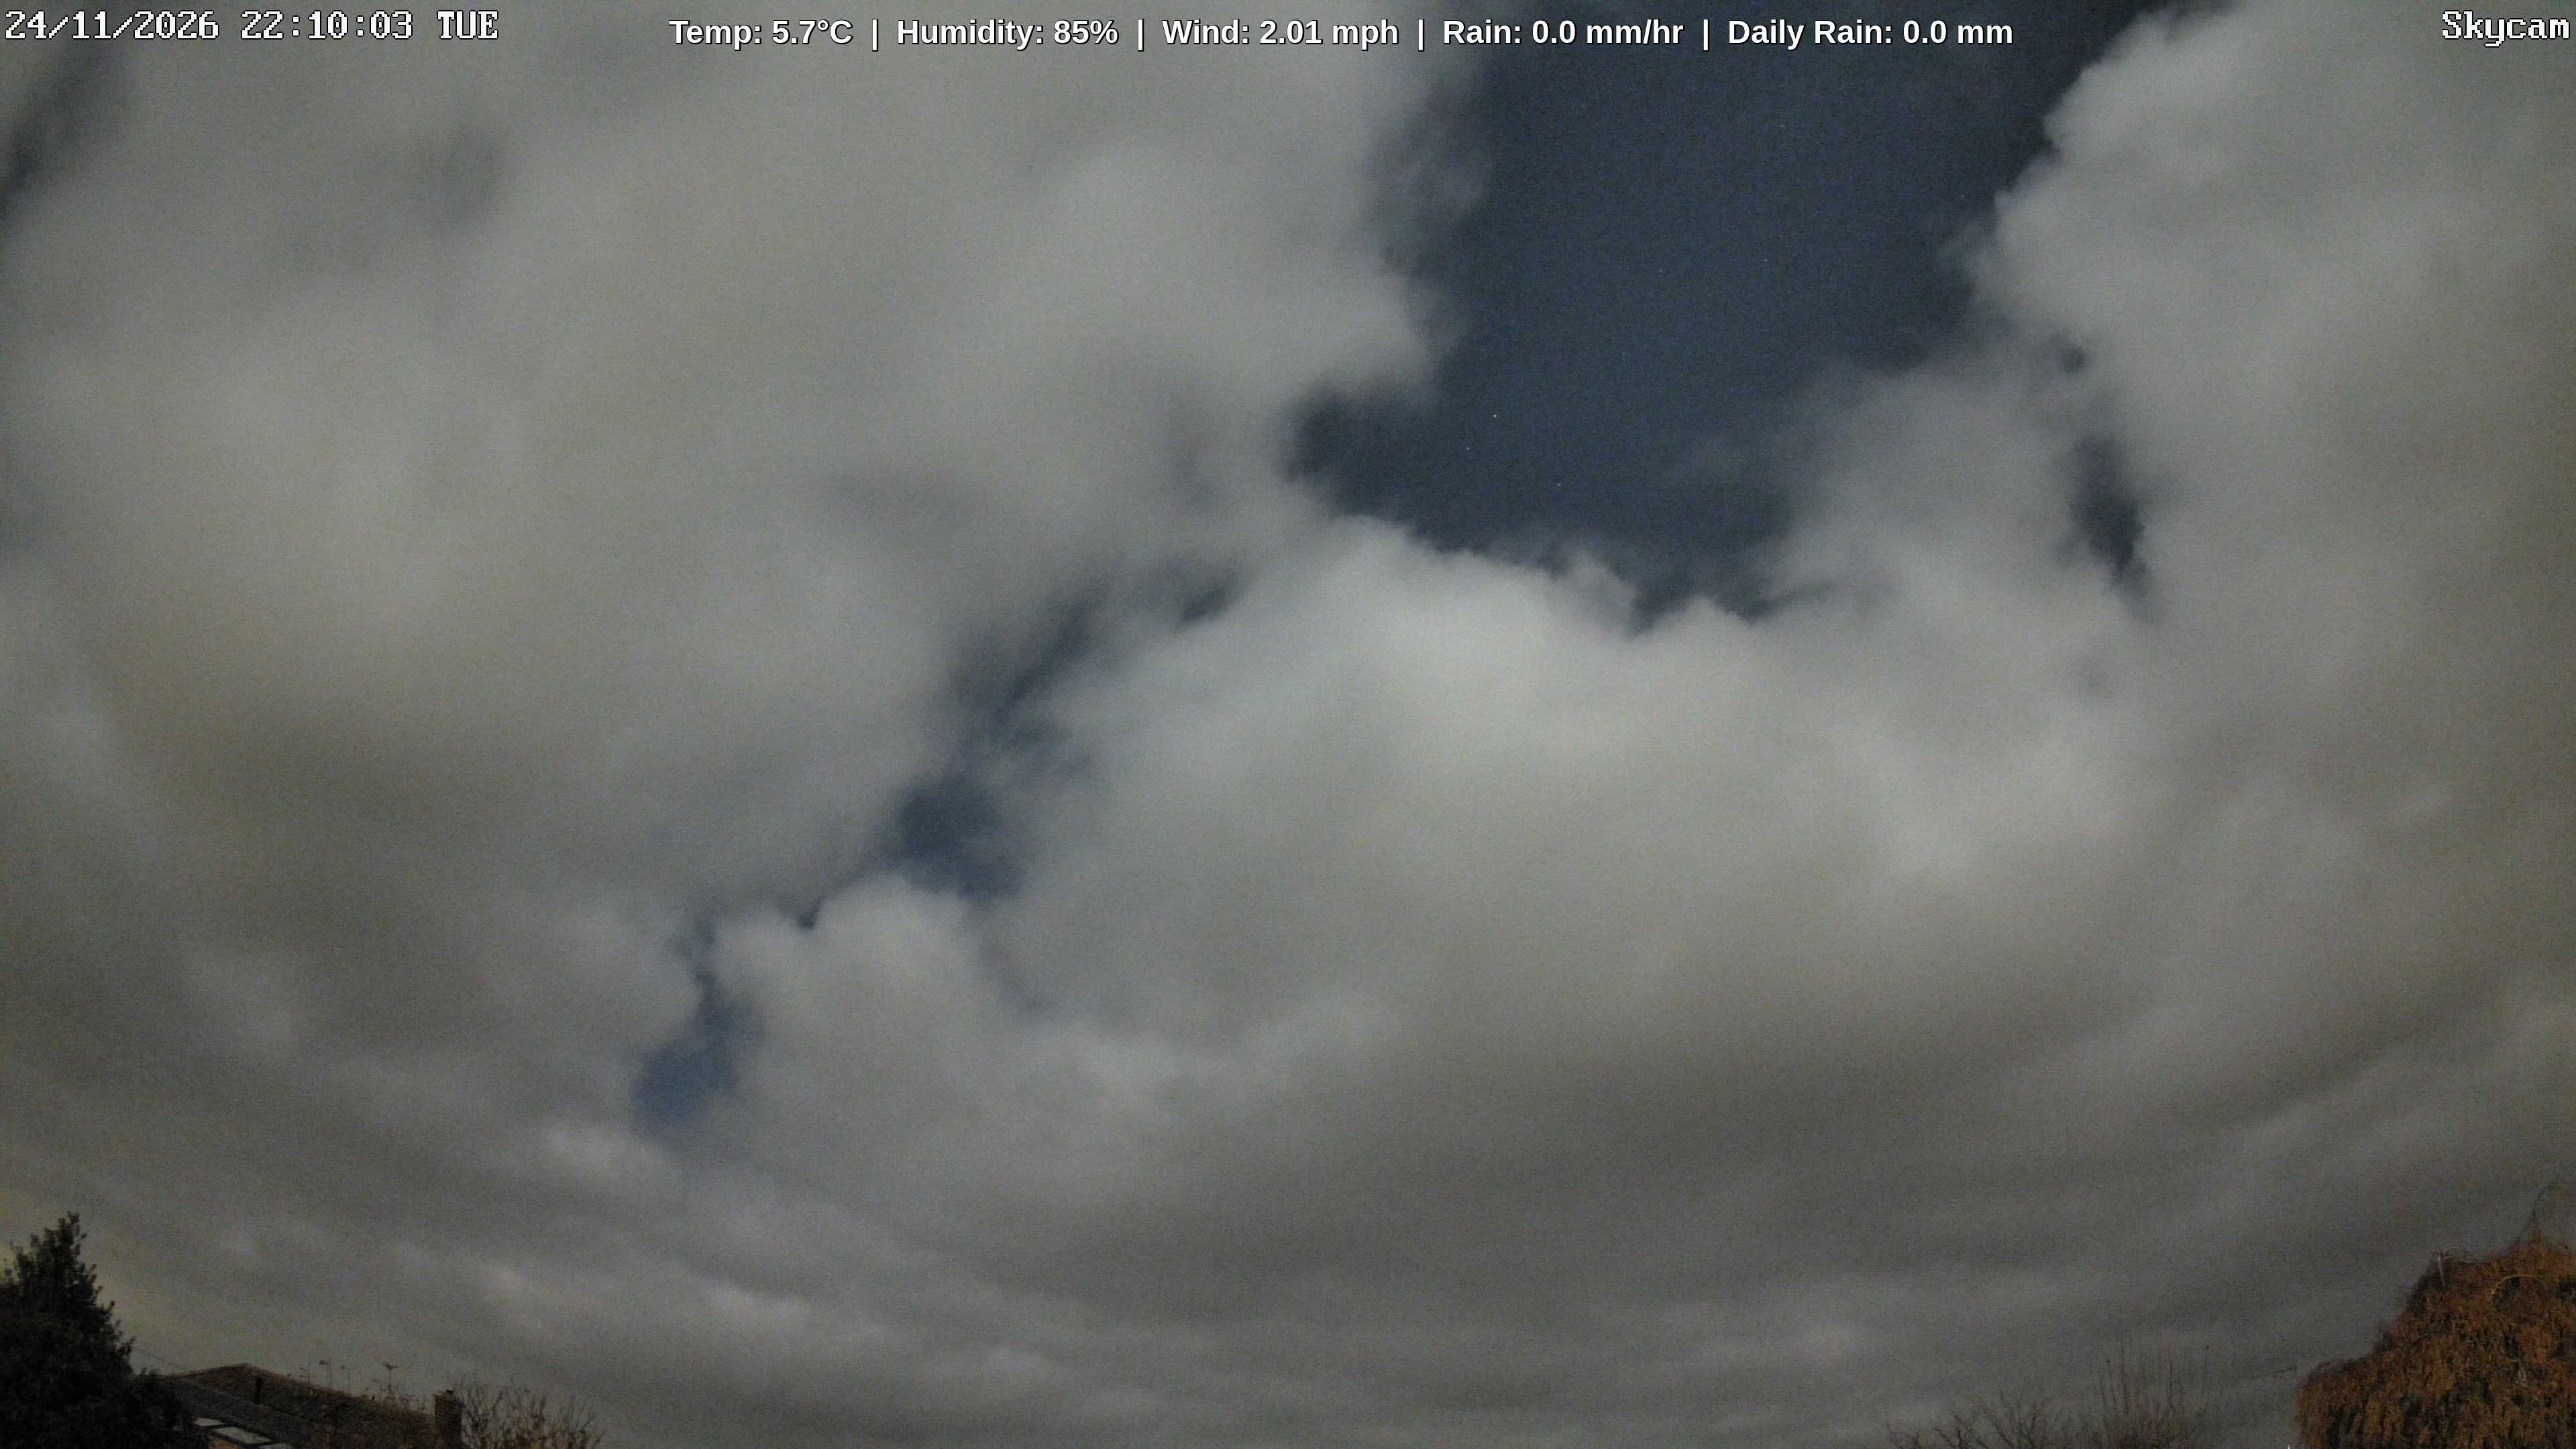 24/11/2026 22:10:03 TUE
Temp: 5.7°C | Humidity: 85% | Wind: 2.01 mph | Rain: 0.0 mm/hr | Daily Rain: 0.0 mm
Skycam